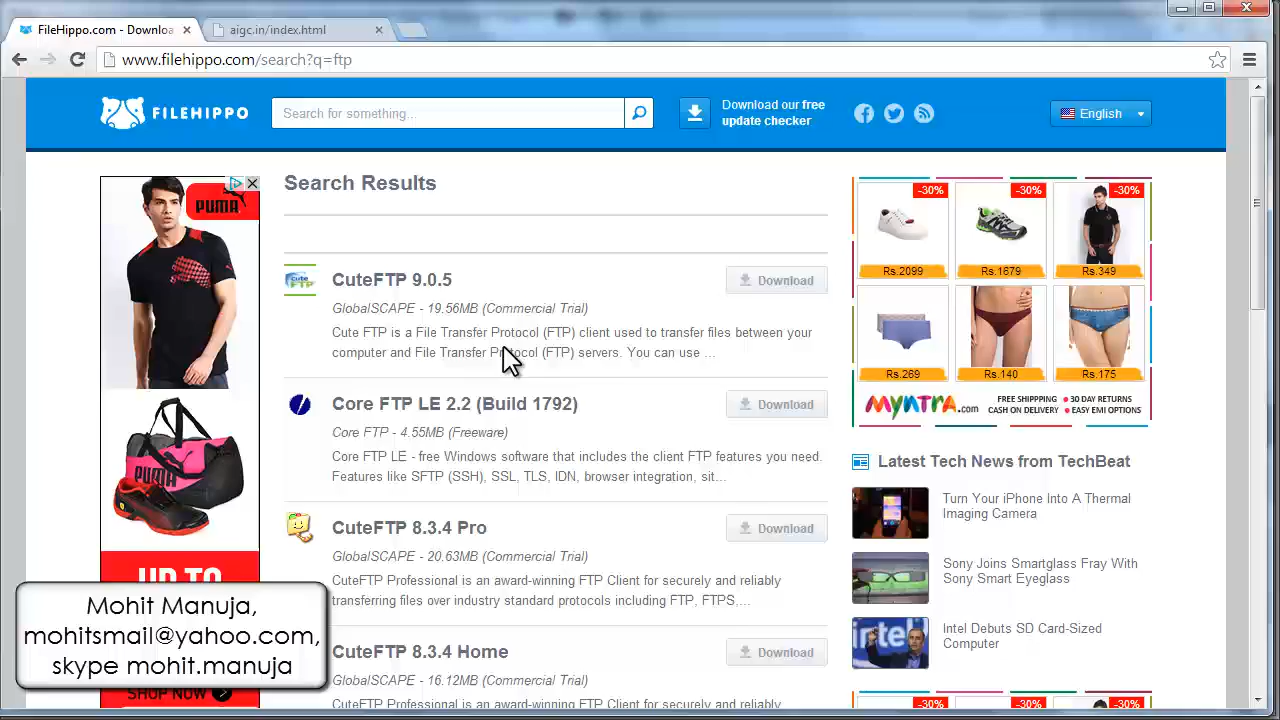 FileHippo.com - Downloa
aigc.in/index.html
www.filehippo.com/search?q=ftp
FILEHIPPO
Search for something...
Download our free
update checker
English
PUMA
Search Results
CuteFTP 9.0.5
Download
GlobalSCAPE - 19.56MB (Commercial Trial)
Cute FTP is a File Transfer Protocol (FTP) client used to transfer files between your
computer and File Transfer Protocol (FTP) servers. You can use ...
Core FTP LE 2.2 (Build 1792)
Download
Core FTP - 4.55MB (Freeware)
Core FTP LE - free Windows software that includes the client FTP features you need.
Features like SFTP (SSH), SSL, TLS, IDN, browser integration, sit...
CuteFTP 8.3.4 Pro
Download
GlobalSCAPE - 20.63MB (Commercial Trial)
CuteFTP Professional is an award-winning FTP Client for securely and reliably
transferring files over industry standard protocols including FTP, FTPS,...
CuteFTP 8.3.4 Home
Download
GlobalSCAPE - 16.12MB (Commercial Trial)
CuteFTP Professional is an award-winning FTP Client for securely and reliably
-30% -30% -30%
Rs.2099 Rs.1679 Rs.349
Rs.269 Rs.140 Rs.175
Myntra.com
FREE SHIPPPING 30 DAY RETURNS
CASH ON DELIVERY EASY EMI OPTIONS
Latest Tech News from TechBeat
Turn Your iPhone Into A Thermal
Imaging Camera
Sony Joins Smartglass Fray With
Sony Smart Eyeglass
intel
Intel Debuts SD Card-Sized
Computer
-30% -30% -30%
PUMA
UP TO
Mohit Manuja,
mohitsmail@yahoo.com,
skype mohit.manuja
SHOP NOW